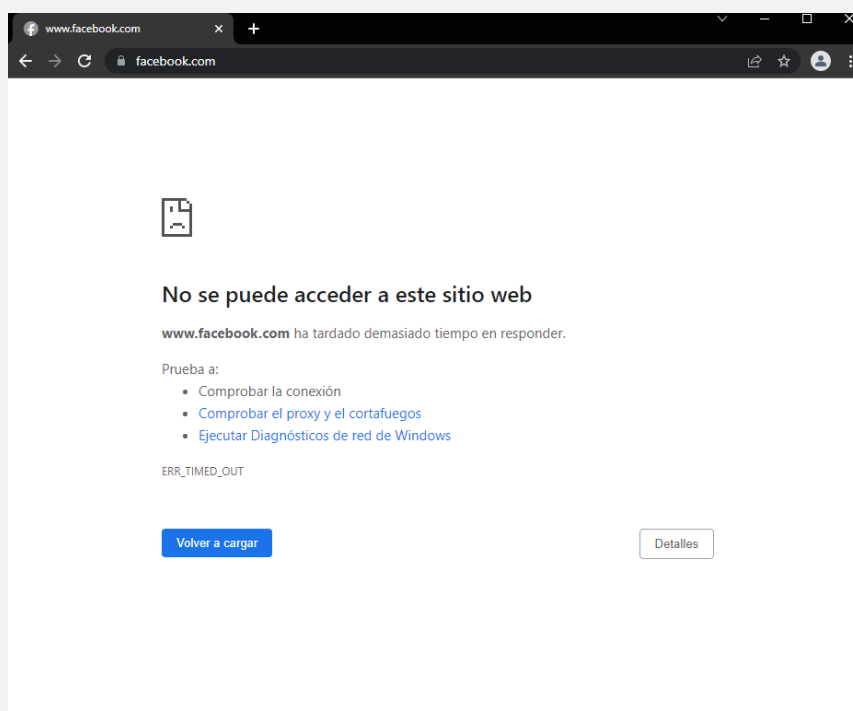 www.facebook.com
facebook.com
No se puede acceder a este sitio web
www.facebook.com ha tardado demasiado tiempo en responder.
Prueba a:
Comprobar la conexión
Comprobar el proxy y el cortafuegos
Ejecutar Diagnósticos de red de Windows
ERR_TIMED_OUT
Volver a cargar
Detalles